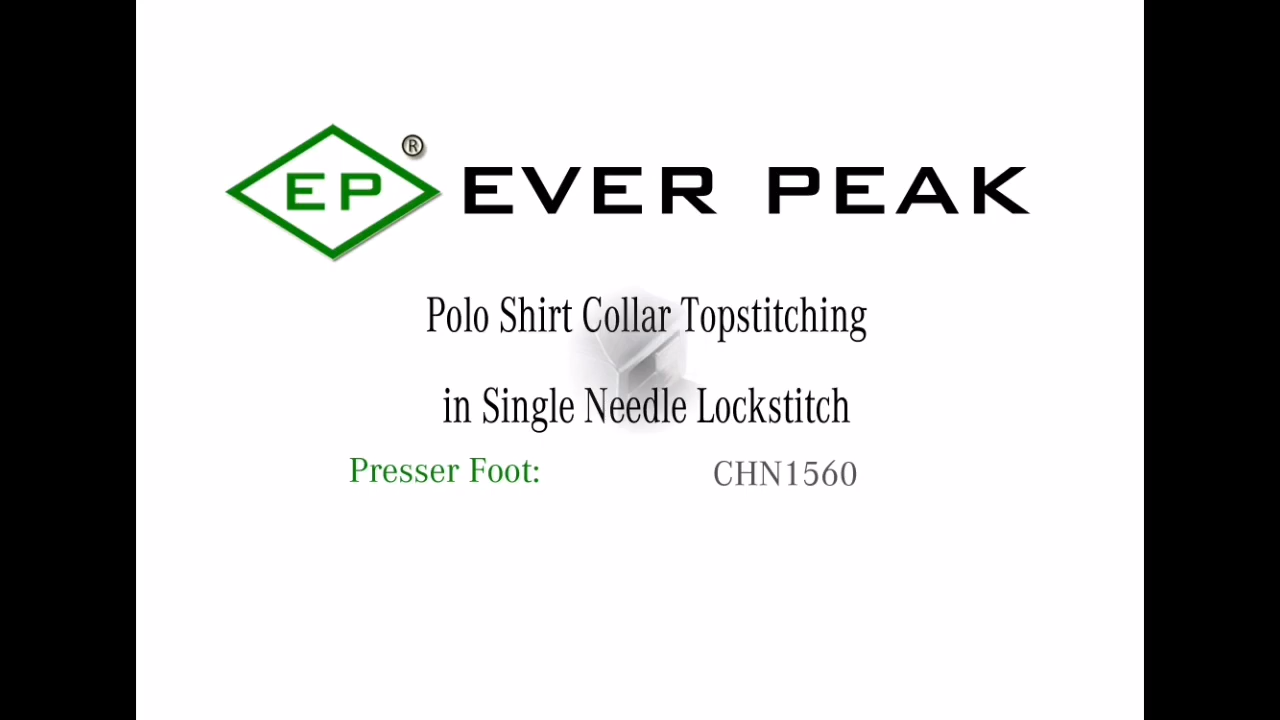 EP ® EVER PEAK
Polo Shirt Collar Topstitching
in Single Needle Lockstitch
Presser Foot: CHN1560